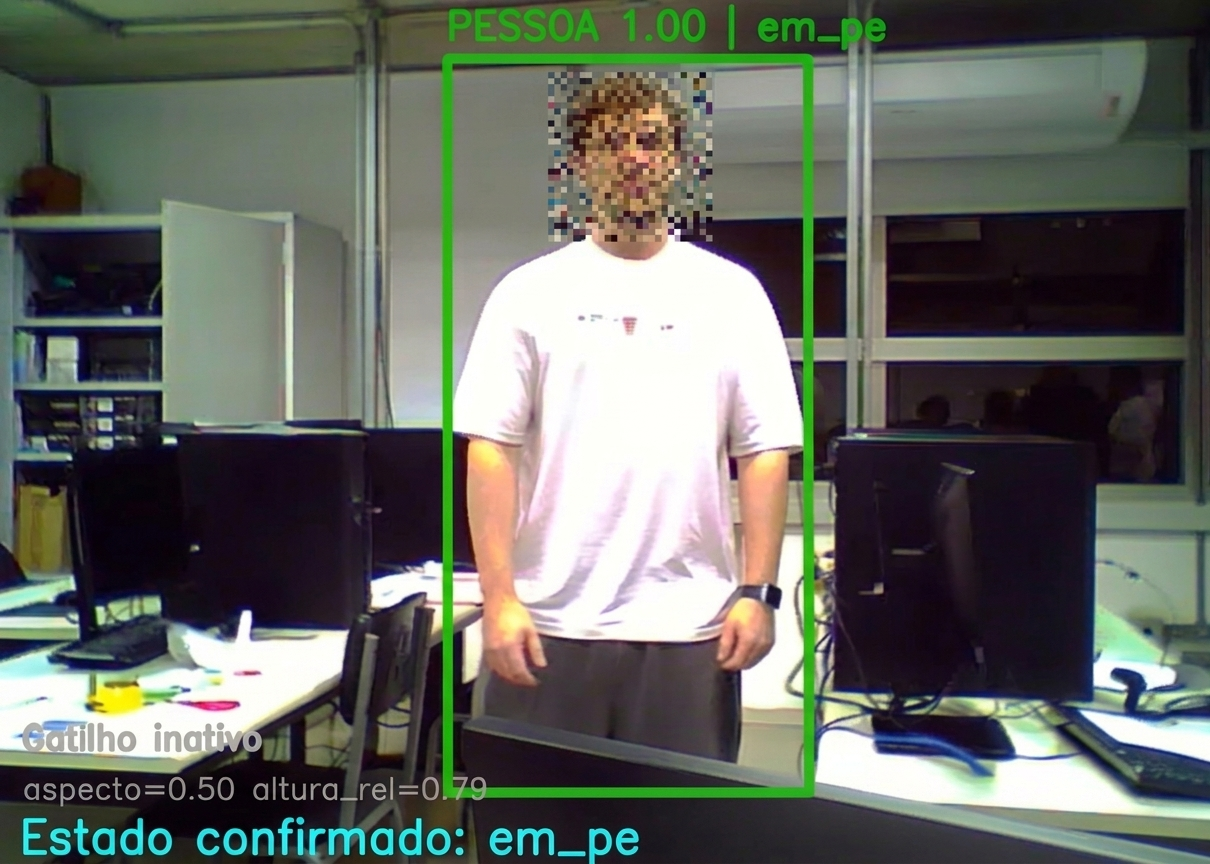 PESSOA 1.00 | em_pe
Gatilho inativo
aspecto=0.50 altura_rel=0.79
Estado confirmado: em_pe